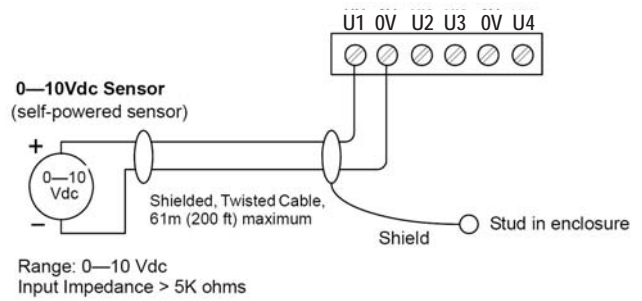 U1 0V U2 U3 0V U4
0—10Vdc Sensor
(self-powered sensor)
+
0—10
Vdc
–
Shielded, Twisted Cable,
61m (200 ft) maximum
Shield
Stud in enclosure
Range: 0—10 Vdc
Input Impedance > 5K ohms